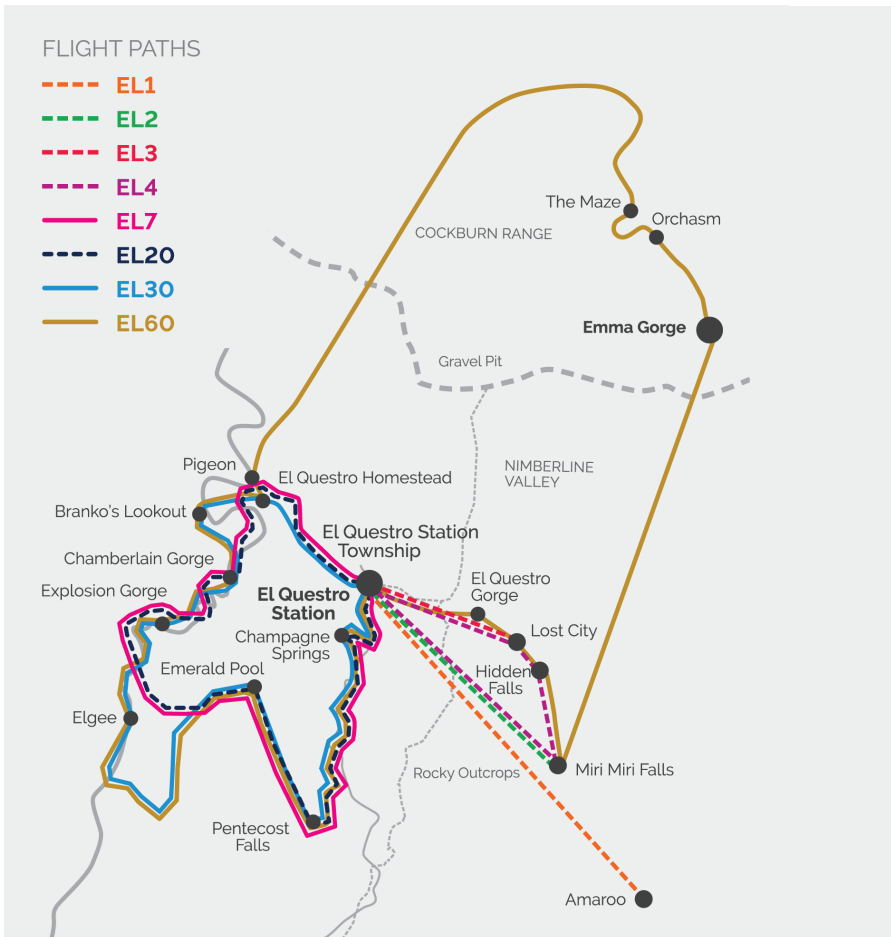 FLIGHT PATHS
EL1
EL2
EL3
EL4
EL7
EL20
EL30
EL60
The Maze
Orchasm
COCKBURN RANGE
Emma Gorge
Gravel Pit
Pigeon
El Questro Homestead
NIMBERLINE
VALLEY
Branko's Lookout
El Questro Station
Township
Chamberlain Gorge
Explosion Gorge
El Questro
Gorge
El Questro
Station
Lost City
Champagne
Springs
Emerald Pool
Hidden
Falls
Elgee
Rocky Outcrops
Miri Miri Falls
Pentecost
Falls
Amaroo